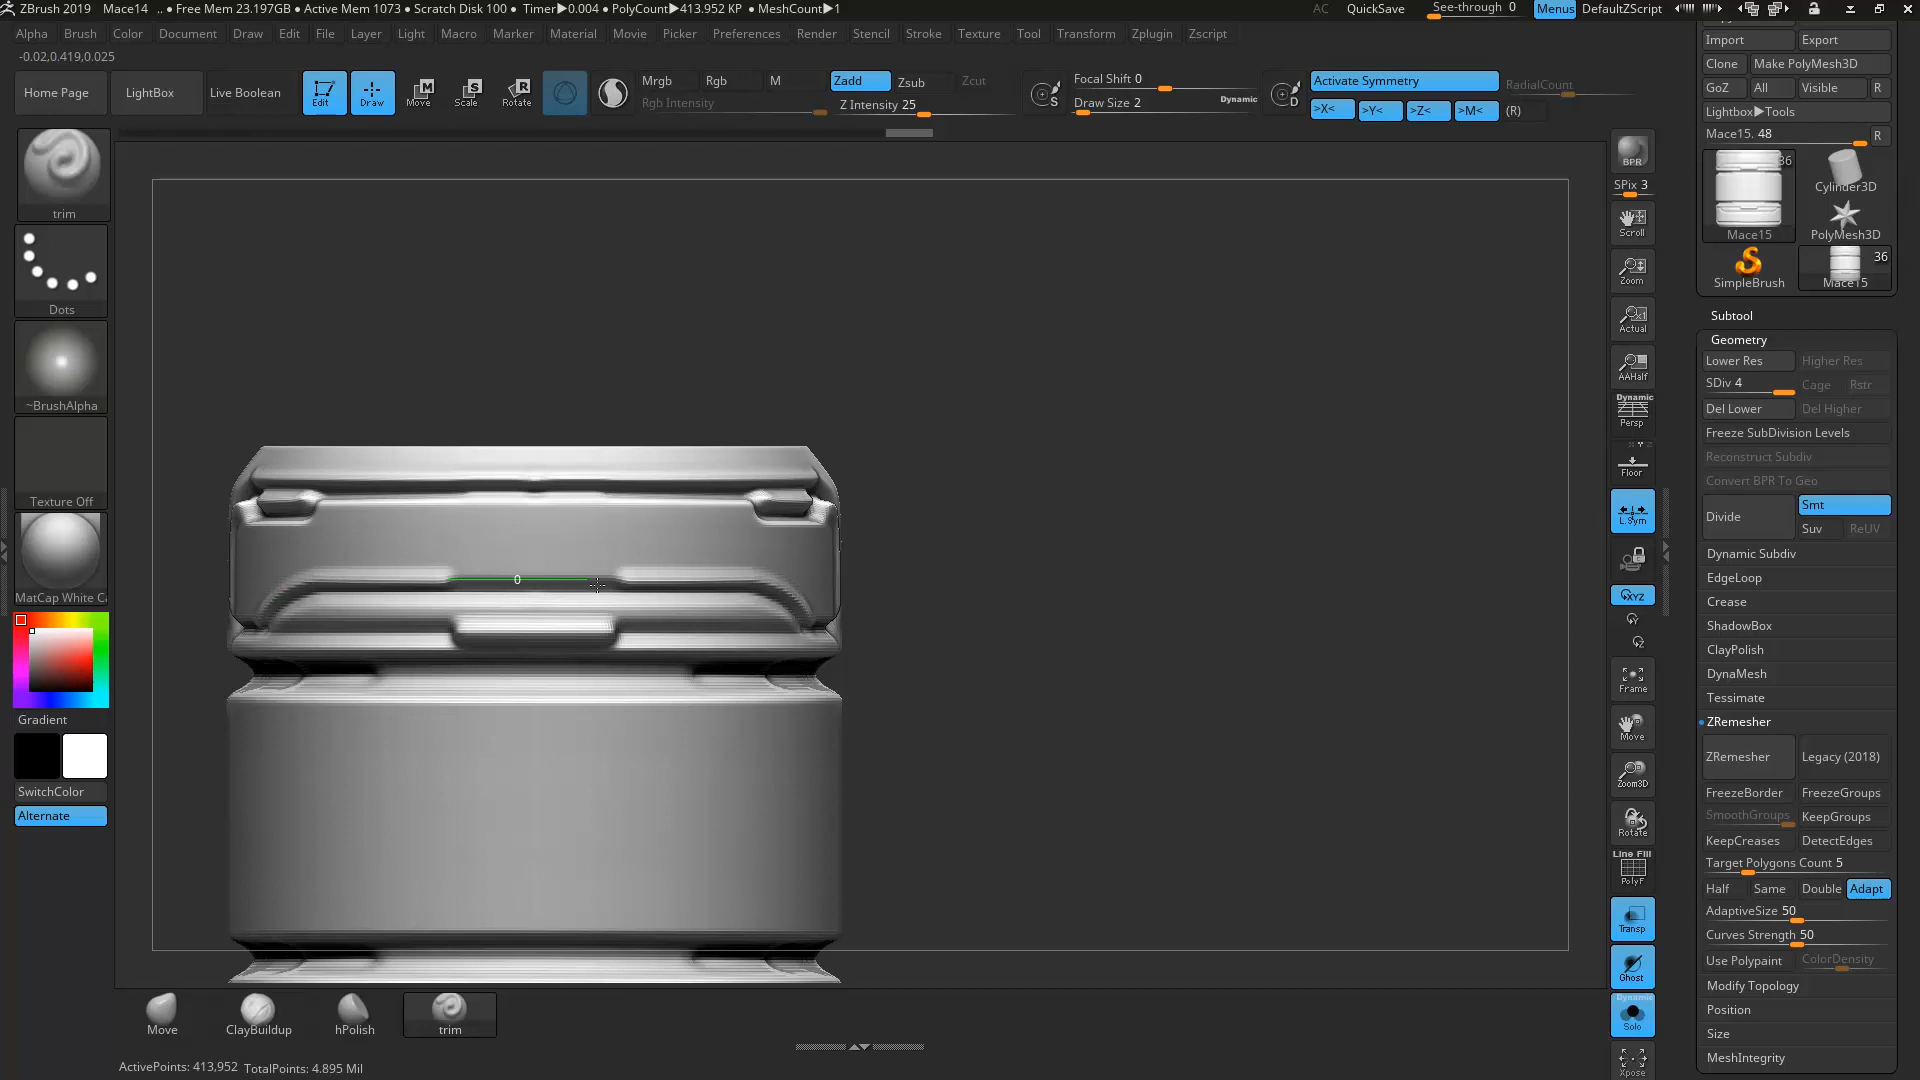 ZBrush 2019 Mace14 .. • Free Mem 23.197GB • Active Mem 1073 • Scratch Disk 100 • Timer▶0.004 • PolyCount▶413.952 KP • MeshCount▶1 AC QuickSave See-through 0 Menus DefaultZScript
Alpha Brush Color Document Draw Edit File Layer Light Macro Marker Material Movie Picker Preferences Render Stencil Stroke Texture Tool Transform Zplugin Zscript
-0.02,0.419,0.025
Home Page LightBox Live Boolean Edit Draw Move Scale Rotate
Mrgb Rgb M Zadd Zsub Zcut
Rgb Intensity Z Intensity 25
Focal Shift 0
Draw Size 2 Dynamic
S D
Activate Symmetry RadialCount
>X< >Y< >Z< >M< (R)
trim
Dots
~BrushAlpha
Texture Off
MatCap White Ca
Gradient
SwitchColor
Alternate
0
BPR
SPix 3
Scroll
Zoom
Actual
AAHalf
Dynamic
Persp
Floor
L.Sym
XYZ
Frame
Move
Zoom3D
Rotate
Line Fill
PolyF
Transp
Ghost
Dynamic
Solo
Xpose
Import Export
Clone Make PolyMesh3D
GoZ All Visible R
Lightbox▶Tools
Mace15. 48 R
36
Mace15
Cylinder3D
PolyMesh3D
SimpleBrush
36
Mace15
Subtool
Geometry
Lower Res Higher Res
SDiv 4 Cage Rstr
Del Lower Del Higher
Freeze SubDivision Levels
Reconstruct Subdiv
Convert BPR To Geo
Divide Smt
Suv ReUV
Dynamic Subdiv
EdgeLoop
Crease
ShadowBox
ClayPolish
DynaMesh
Tessimate
ZRemesher
ZRemesher Legacy (2018)
FreezeBorder FreezeGroups
SmoothGroups KeepGroups
KeepCreases DetectEdges
Target Polygons Count 5
Half Same Double Adapt
AdaptiveSize 50
Curves Strength 50
Use Polypaint ColorDensity
Modify Topology
Position
Size
MeshIntegrity
Move ClayBuildup hPolish trim
ActivePoints: 413,952 TotalPoints: 4.895 Mil